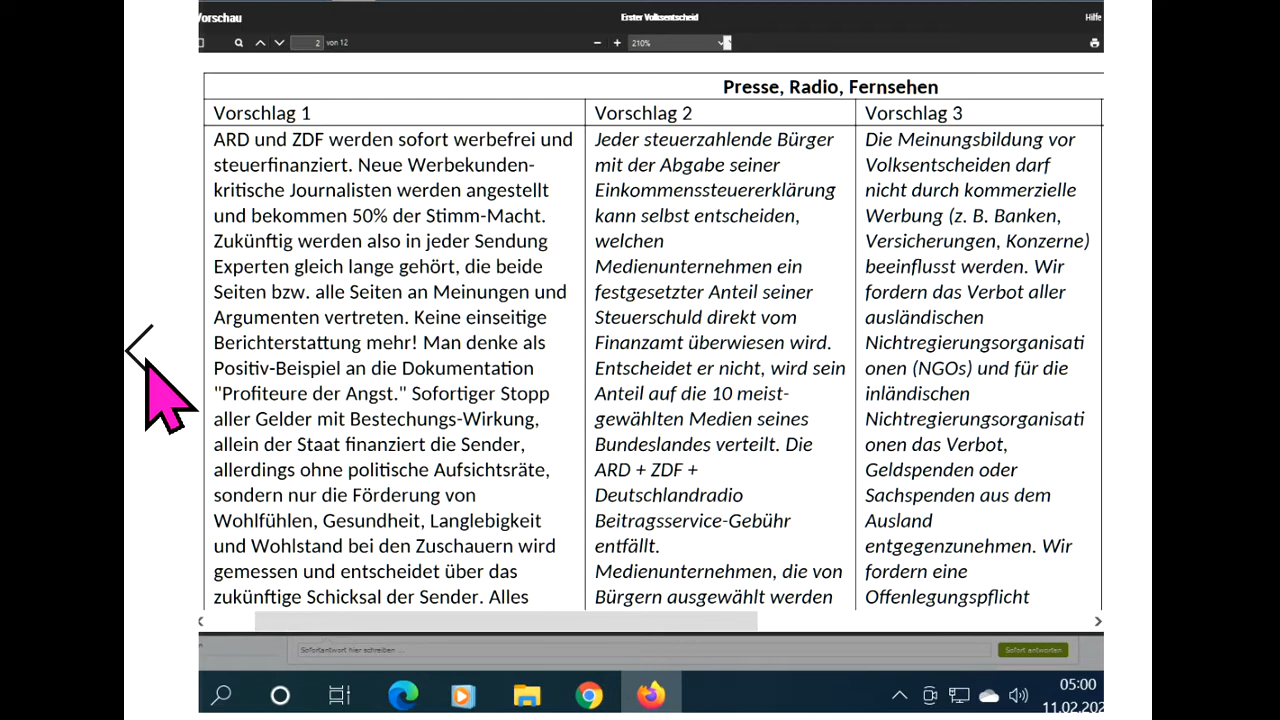 Vorschau
Erster Volksentscheid
Hilfe
2 von 12
210%
Presse, Radio, Fernsehen
Vorschlag 1
ARD und ZDF werden sofort werbefrei und
steuerfinanziert. Neue Werbekunden-
kritische Journalisten werden angestellt
und bekommen 50% der Stimm-Macht.
Zukünftig werden also in jeder Sendung
Experten gleich lange gehört, die beide
Seiten bzw. alle Seiten an Meinungen und
Argumenten vertreten. Keine einseitige
Berichterstattung mehr! Man denke als
Positiv-Beispiel an die Dokumentation
"Profiteure der Angst." Sofortiger Stopp
aller Gelder mit Bestechungs-Wirkung,
allein der Staat finanziert die Sender,
allerdings ohne politische Aufsichtsräte,
sondern nur die Förderung von
Wohlfühlen, Gesundheit, Langlebigkeit
und Wohlstand bei den Zuschauern wird
gemessen und entscheidet über das
zukünftige Schicksal der Sender. Alles
Vorschlag 2
Jeder steuerzahlende Bürger
mit der Abgabe seiner
Einkommenssteuererklärung
kann selbst entscheiden,
welchen
Medienunternehmen ein
festgesetzter Anteil seiner
Steuerschuld direkt vom
Finanzamt überwiesen wird.
Entscheidet er nicht, wird sein
Anteil auf die 10 meist-
gewählten Medien seines
Bundeslandes verteilt. Die
ARD + ZDF +
Deutschlandradio
Beitragsservice-Gebühr
entfällt.
Medienunternehmen, die von
Bürgern ausgewählt werden
Vorschlag 3
Die Meinungsbildung vor
Volksentscheiden darf
nicht durch kommerzielle
Werbung (z. B. Banken,
Versicherungen, Konzerne)
beeinflusst werden. Wir
fordern das Verbot aller
ausländischen
Nichtregierungsorganisati
onen (NGOs) und für die
inländischen
Nichtregierungsorganisati
onen das Verbot,
Geldspenden oder
Sachspenden aus dem
Ausland
entgegenzunehmen. Wir
fordern eine
Offenlegungspflicht
Sofortantwort hier schreiben ...
Sofort antworten
05:00
11.02.202